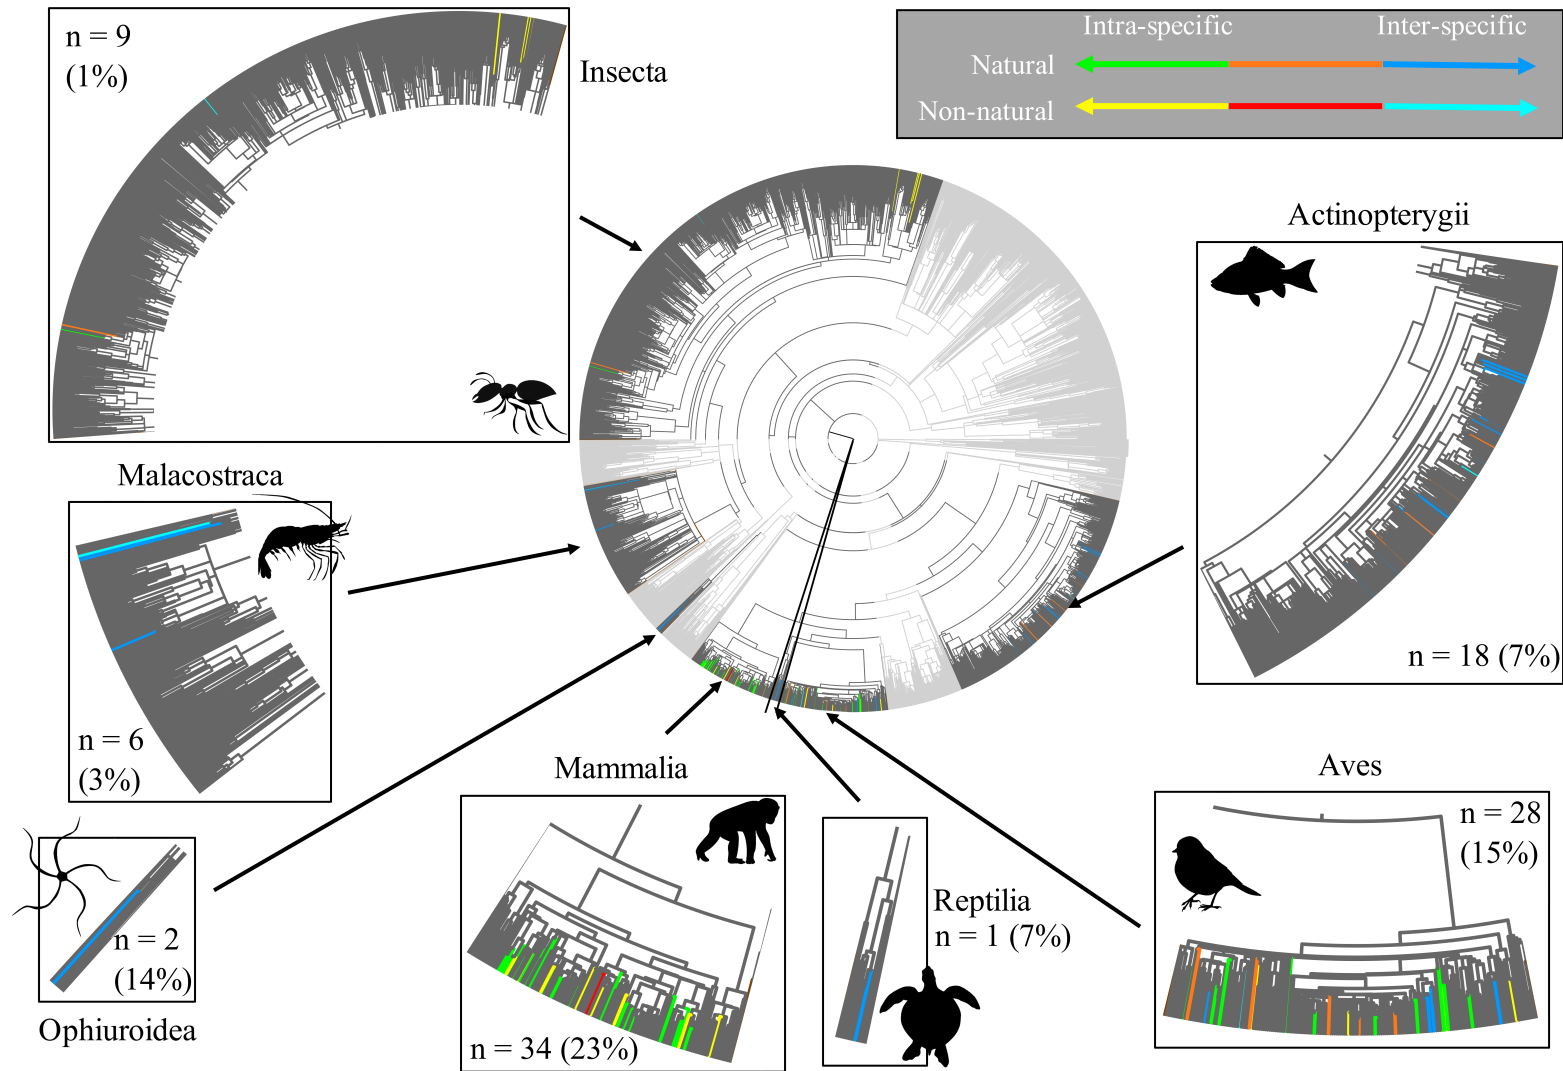 n = 9
(1%)
Insecta
Intra-specific
Inter-specific
Natural
Non-natural
Actinopterygii
n = 18 (7%)
Malacostraca
n = 6
(3%)
Mammalia
n = 34 (23%)
Reptilia
n = 1 (7%)
Aves
n = 28
(15%)
n = 2
(14%)
Ophiuroidea